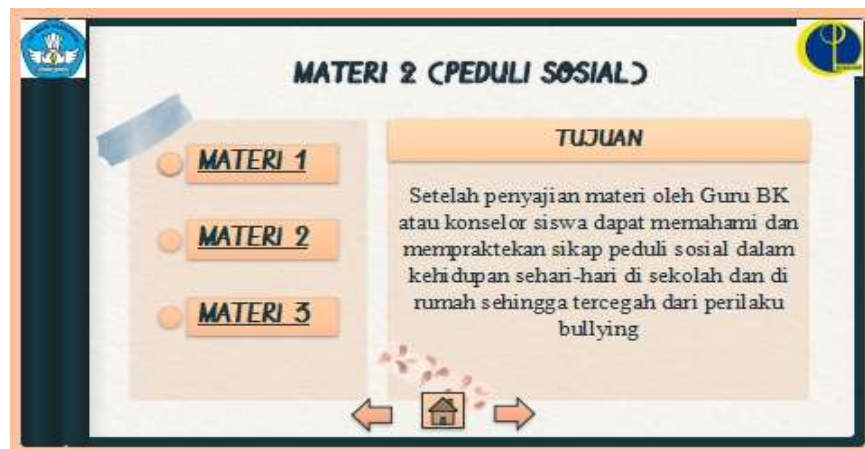 MATERI 2 (PEDULI SOSIAL)
MATERI 1
MATERI 2
MATERI 3
TUJUAN
Setelah penyajian materi oleh Guru BK
atau konselor siswa dapat memahami dan
mempraktekan sikap peduli sosial dalam
kehidupan sehari-hari di sekolah dan di
rumah sehingga tercegah dari perilaku
bullying